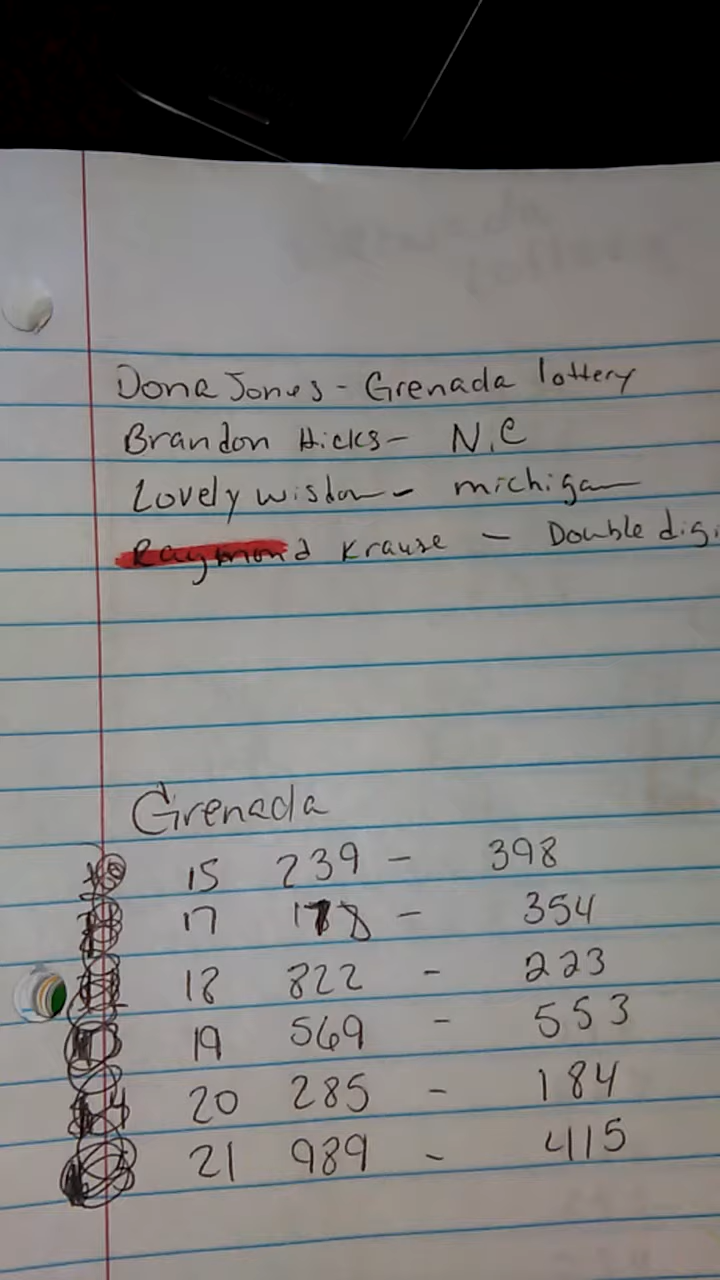 Dona Jones - Grenada lottery
Brandon Hicks - N.C
Lovely wisdom - michigan
Raymond Krause - Double digi
Grenada
15 239 - 398
17 178 - 354
18 822 - 223
19 569 - 553
20 285 - 184
21 989 - 415